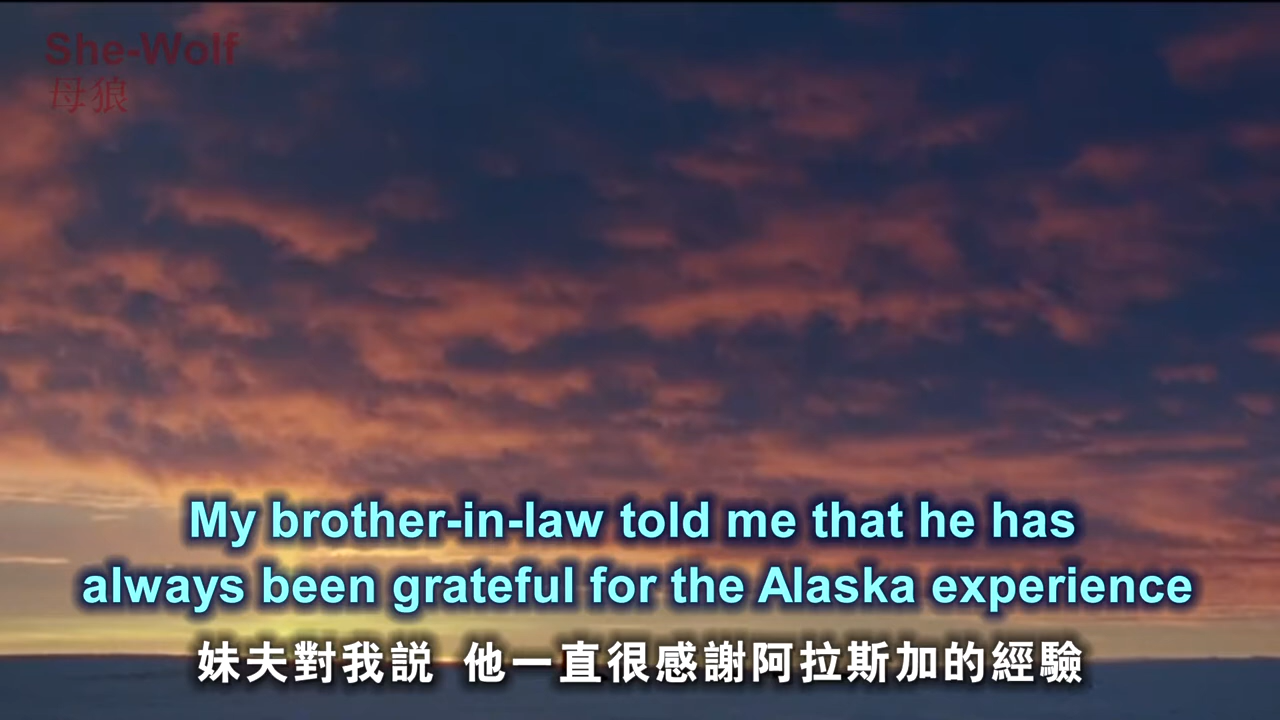 She-Wolf
母狼
My brother-in-law told me that he has
always been grateful for the Alaska experience
妹夫對我説 他一直很感謝阿拉斯加的經驗